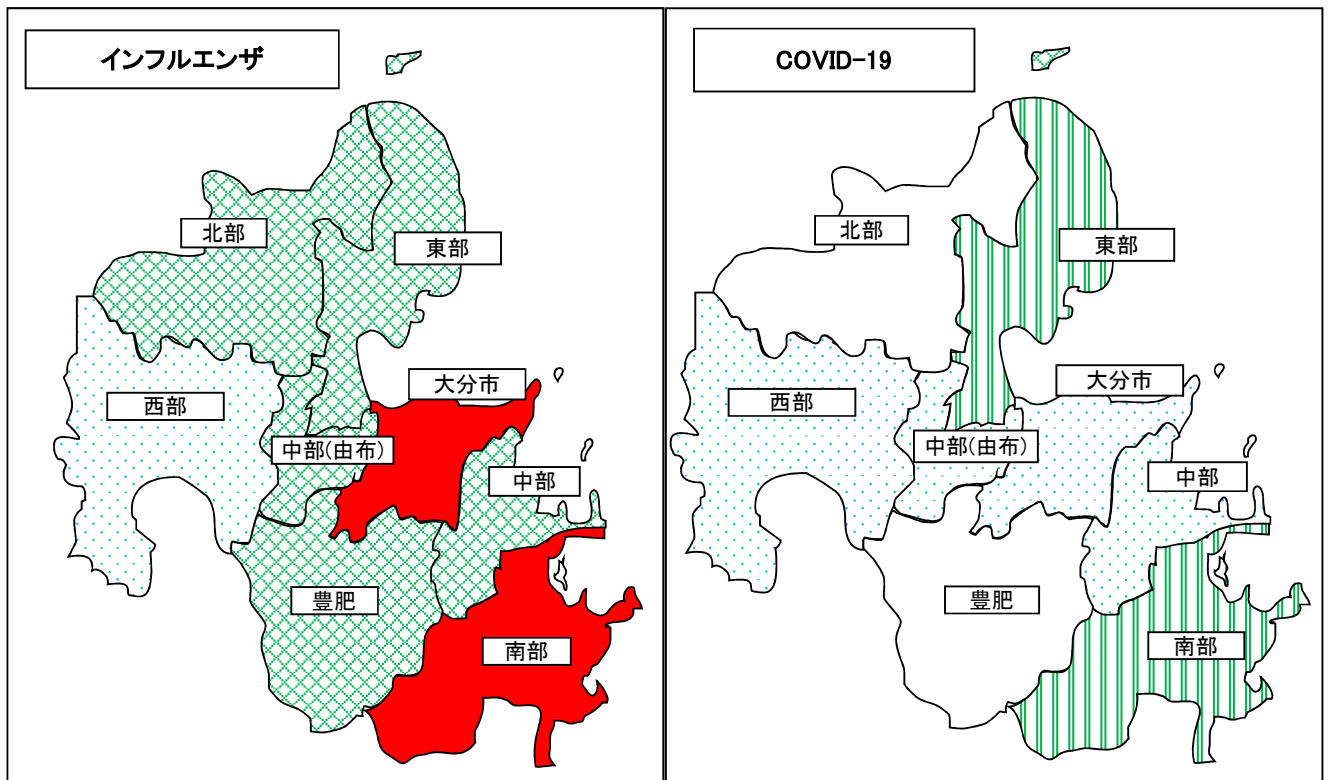 インフルエンザ
北部
東部
大分市
西部
中部(由布)
中部
豊肥
南部
COVID-19
北部
東部
大分市
西部
中部(由布)
中部
豊肥
南部